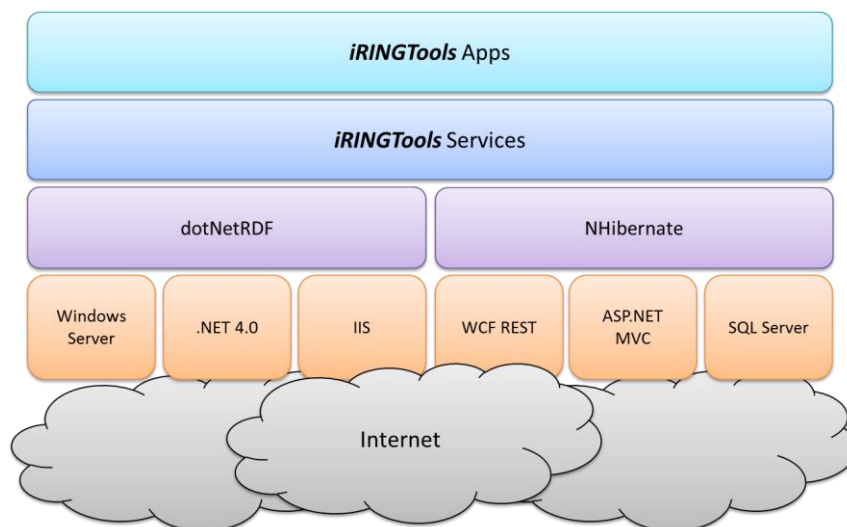 iRINGTools Apps
iRINGTools Services
dotNetRDF
NHibernate
Windows
Server
.NET 4.0
IIS
WCF REST
ASP.NET
MVC
SQL Server
Internet